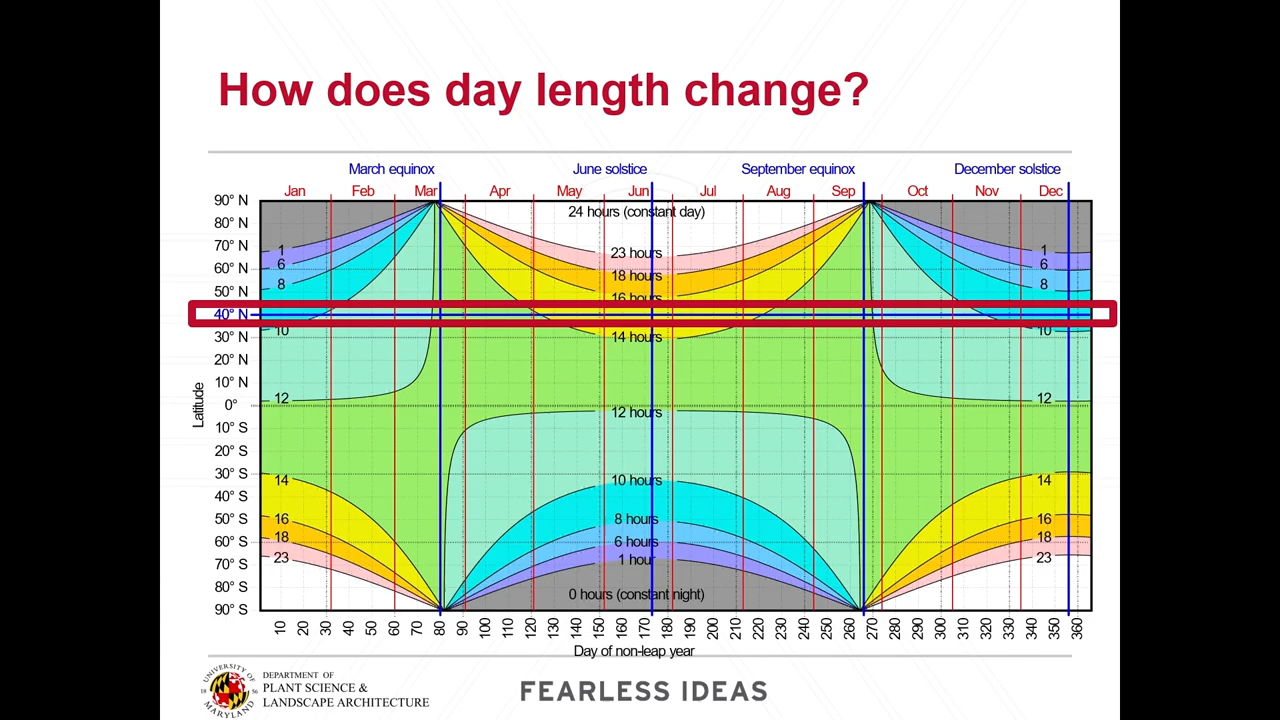 How does day length change?
March equinox June solstice September equinox December solstice
Jan Feb Mar Apr May Jun Jul Aug Sep Oct Nov Dec
90° N
24 hours (constant day)
80° N
70° N
1 23 hours 1
60° N
6 18 hours 6
50° N
8 16 hours 8
40° N
10 14 hours 10
30° N
20° N
10° N
12 12
0°
12 hours
10° S
20° S
30° S
14 10 hours 14
40° S
50° S
16 8 hours 16
60° S
18 6 hours 18
70° S
23 1 hour 23
80° S
0 hours (constant night)
90° S
Latitude
10 20 30 40 50 60 70 80 90 100 110 120 130 140 150 160 170 180 190 200 210 220 230 240 250 260 270 280 290 300 310 320 330 340 350 360
Day of non-leap year
UNIVERSITY OF
18 56
MARYLAND
DEPARTMENT OF
PLANT SCIENCE &
LANDSCAPE ARCHITECTURE
FEARLESS IDEAS